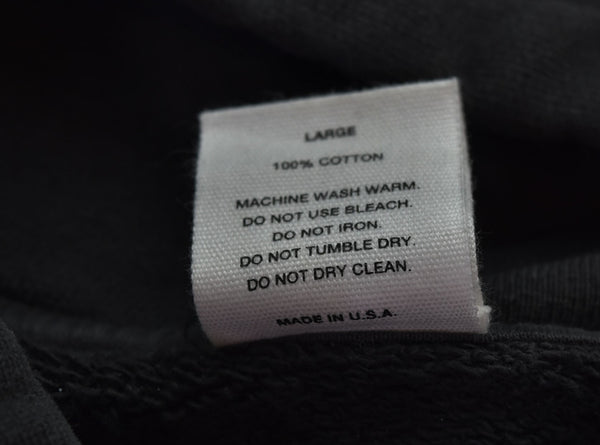 LARGE
100% COTTON
MACHINE WASH WARM.
DO NOT USE BLEACH.
DO NOT IRON.
DO NOT TUMBLE DRY.
DO NOT DRY CLEAN.
MADE IN U.S.A.